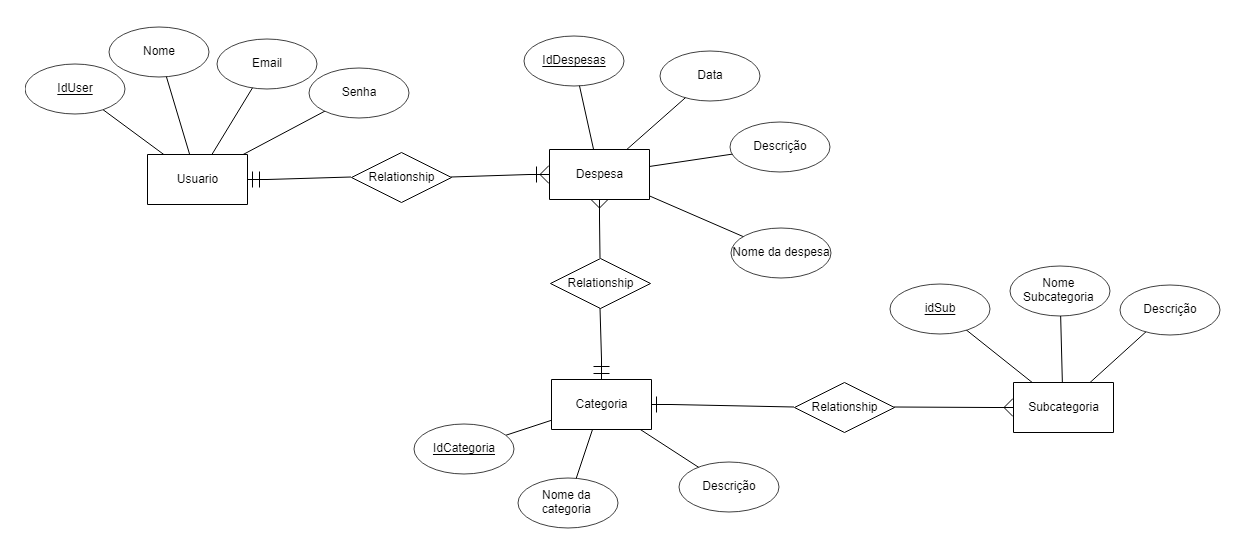 Nome
Email
IdUser
Senha
Usuario
Relationship
IdDespesas
Data
Descrição
Despesa
Nome da despesa
Relationship
idSub
Nome
Subcategoria
Descrição
Categoria
Relationship
Subcategoria
IdCategoria
Nome da
categoria
Descrição